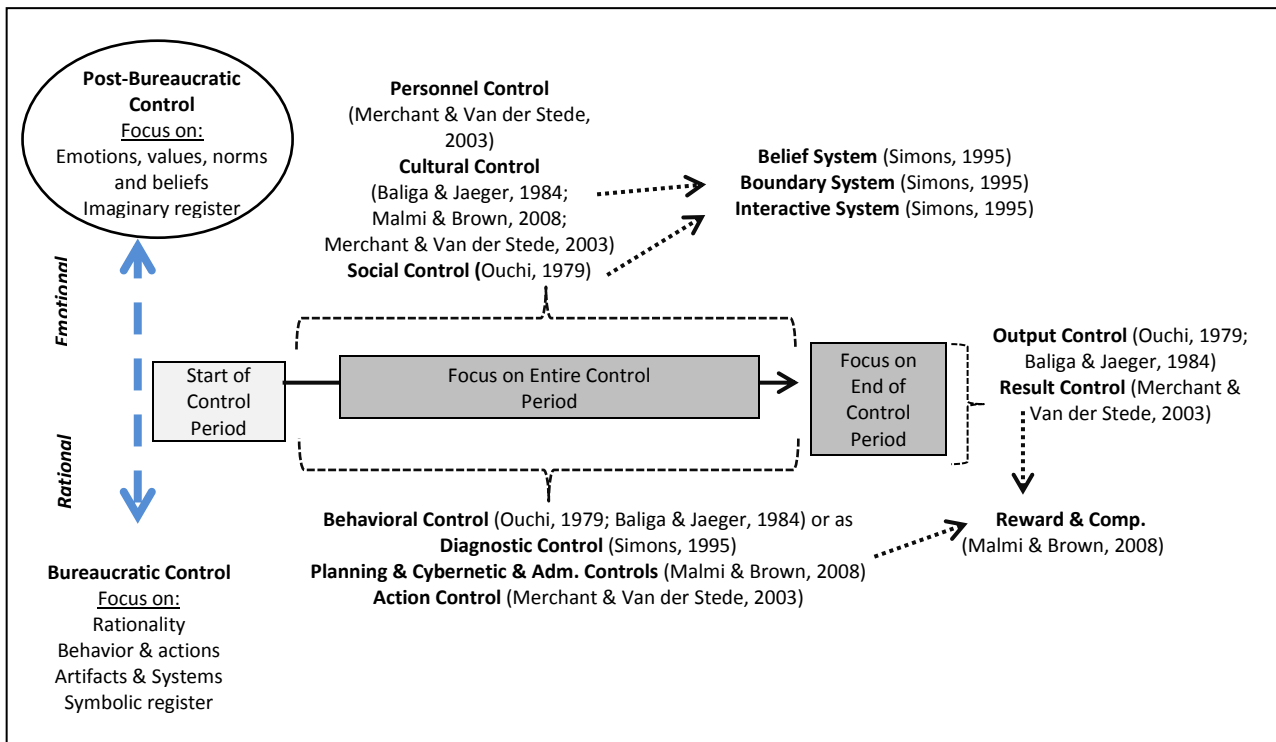 Post-Bureaucratic
Control
Focus on:
Emotions, values, norms
and beliefs
Imaginary register
Emotional
Rational
Bureaucratic Control
Focus on:
Rationality
Behavior & actions
Artifacts & Systems
Symbolic register
Personnel Control
(Merchant & Van der Stede,
2003)
Cultural Control
(Baliga & Jaeger, 1984;
Malmi & Brown, 2008;
Merchant & Van der Stede, 2003)
Social Control (Ouchi, 1979)
Belief System (Simons, 1995)
Boundary System (Simons, 1995)
Interactive System (Simons, 1995)
Start of
Control
Period
Focus on Entire Control
Period
Focus on
End of
Control
Period
Output Control (Ouchi, 1979;
Baliga & Jaeger, 1984)
Result Control (Merchant &
Van der Stede, 2003)
Behavioral Control (Ouchi, 1979; Baliga & Jaeger, 1984) or as
Diagnostic Control (Simons, 1995)
Planning & Cybernetic & Adm. Controls (Malmi & Brown, 2008)
Action Control (Merchant & Van der Stede, 2003)
Reward & Comp.
(Malmi & Brown, 2008)